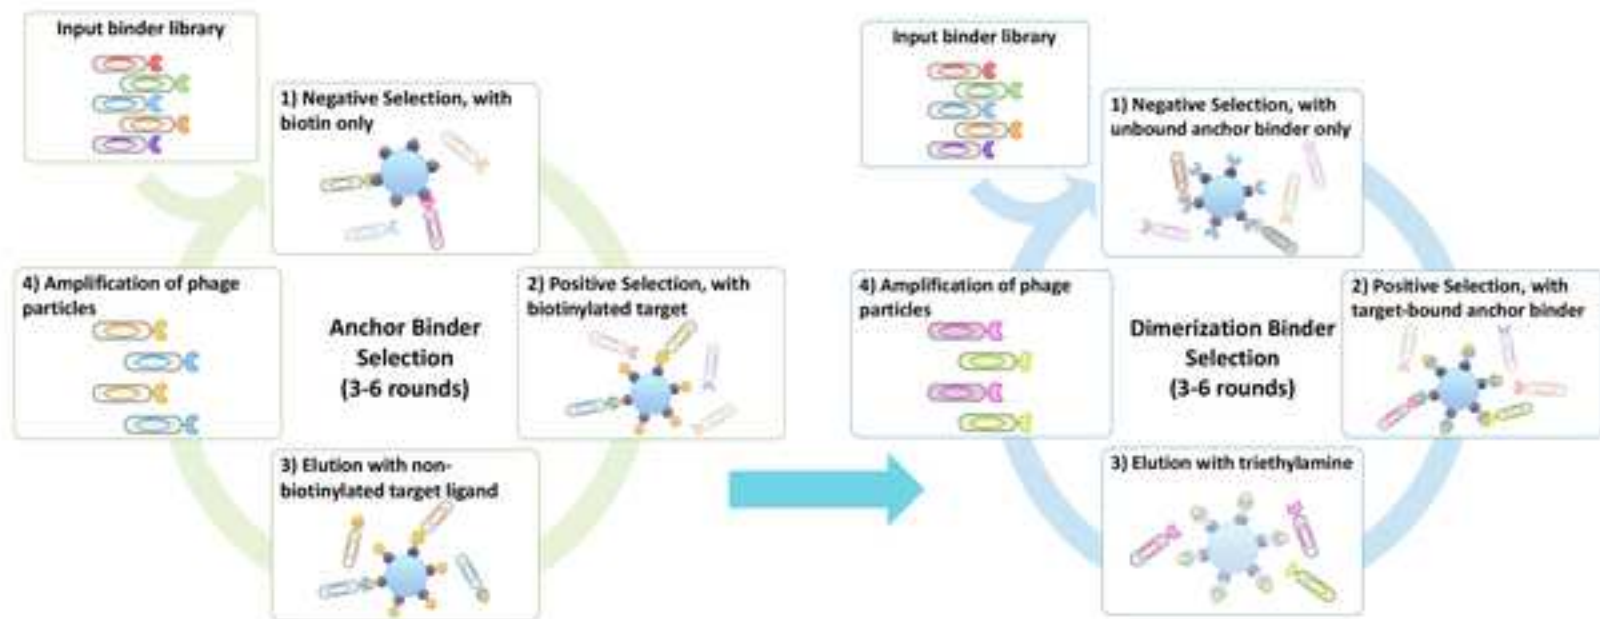 Input binder library
1) Negative Selection, with
biotin only
2) Positive Selection, with
biotinylated target
3) Elution with non-
biotinylated target ligand
4) Amplification of phage
particles
Anchor Binder
Selection
(3-6 rounds)
Input binder library
1) Negative Selection, with
unbound anchor binder only
2) Positive Selection, with
target-bound anchor binder
3) Elution with triethylamine
4) Amplification of phage
particles
Dimerization Binder
Selection
(3-6 rounds)